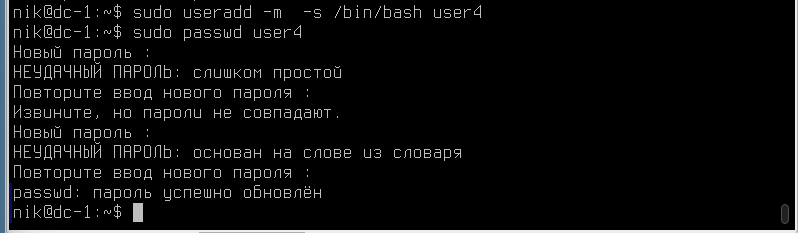 nik@dc-1:~$ sudo useradd -m  -s /bin/bash user4
nik@dc-1:~$ sudo passwd user4
Новый пароль :
НЕУДАЧНЫЙ ПАРОЛЬ: слишком простой
Повторите ввод нового пароля :
Извините, но пароли не совпадают.
Новый пароль :
НЕУДАЧНЫЙ ПАРОЛЬ: основан на слове из словаря
Повторите ввод нового пароля :
passwd: пароль успешно обновлён
nik@dc-1:~$